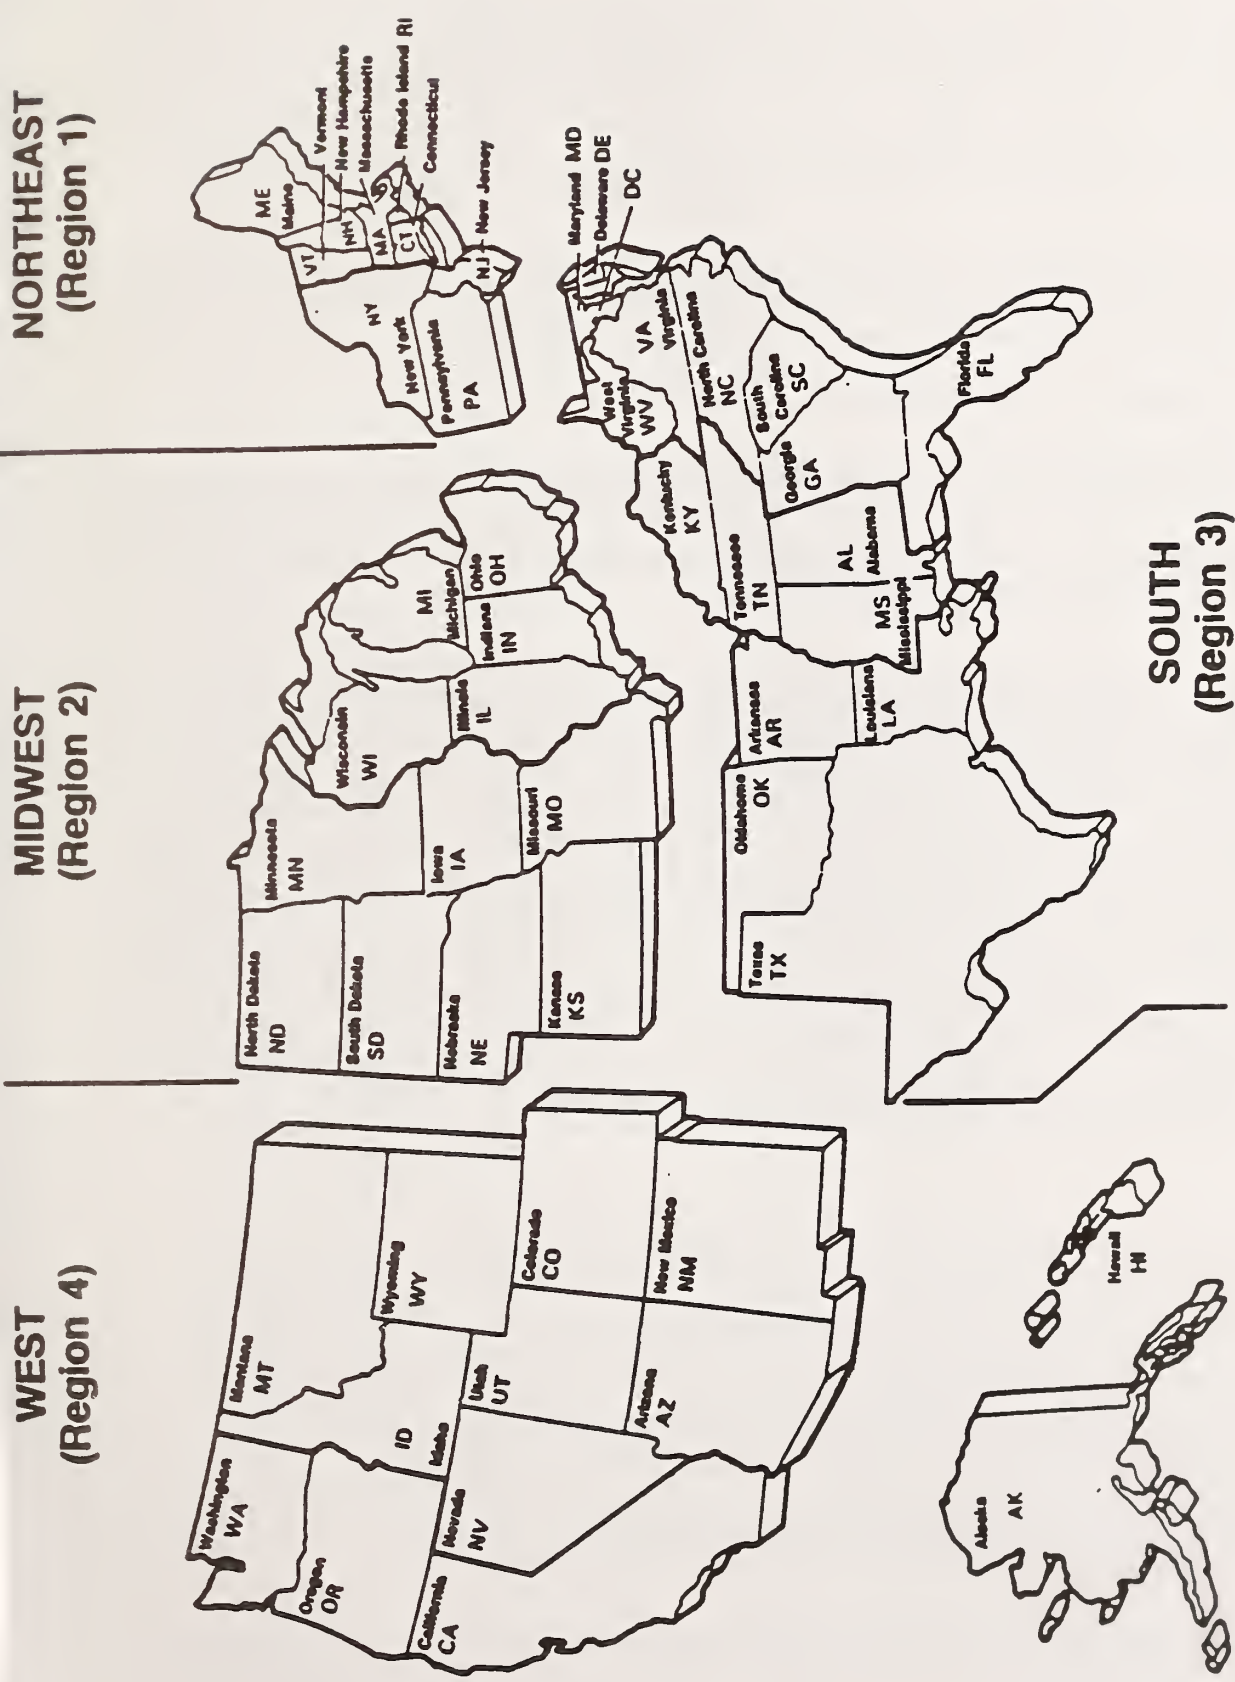 WEST
(Region 4)
MIDWEST
(Region 2)
NORTHEAST
(Region 1)
Washington
WA
Montana
MT
Oregon
OR
ID
Idaho
Wyoming
WY
California
CA
Nevada
NV
Utah
UT
Colorado
CO
Arizona
AZ
New Mexico
NM
Alaska
AK
Hawaii
HI
North Dakota
ND
Minnesota
MN
South Dakota
SD
Wisconsin
WI
MI
Michigan
Nebraska
NE
Iowa
IA
Illinois
IL
Indiana
IN
Ohio
OH
Kansas
KS
Missouri
MO
ME
Maine
Vermont
New Hampshire
Massachusetts
Rhode Island RI
Connecticut
New Jersey
VT
NH
MA
CT
NY
New York
NJ
Pennsylvania
PA
Maryland MD
Delaware DE
DC
West
Virginia
WV
VA
Virginia
Kentucky
KY
North Carolina
NC
Tennessee
TN
South
Carolina
SC
Georgia
GA
AL
Alabama
MS
Mississippi
Arkansas
AR
Louisiana
LA
Oklahoma
OK
Texas
TX
Florida
FL
SOUTH
(Region 3)